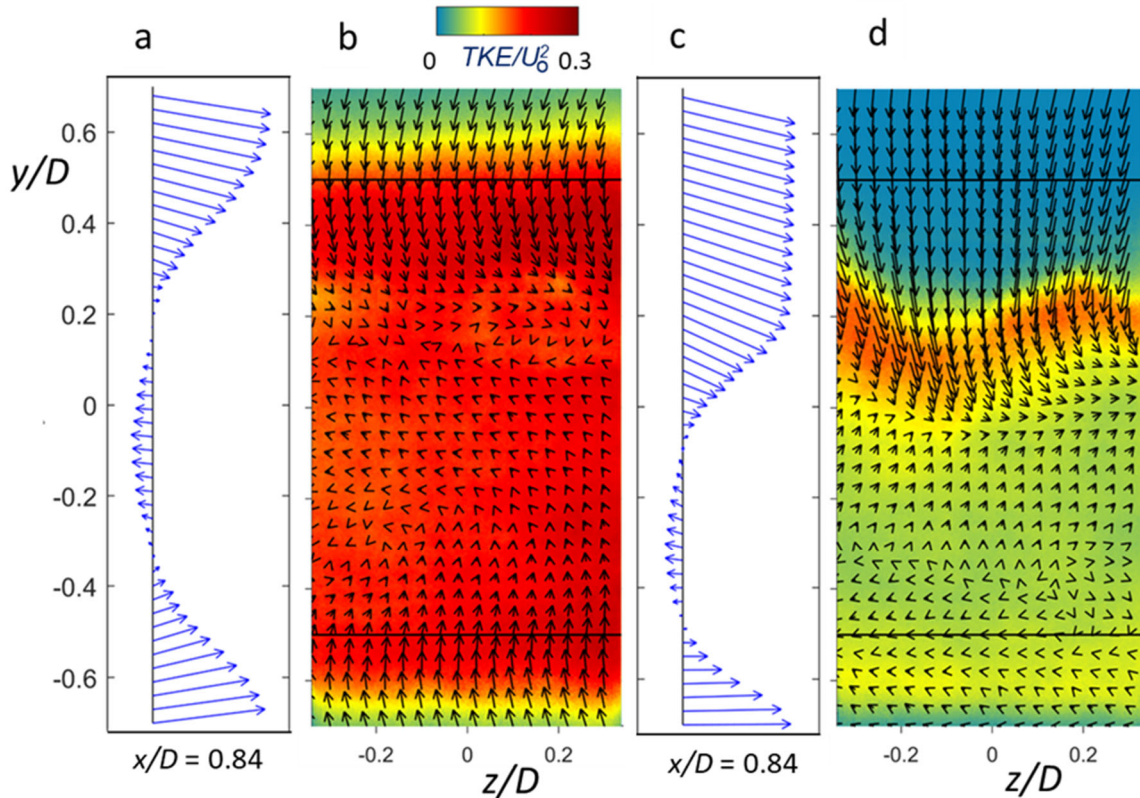 a b c d
0 TKE/U₀² 0.3
0.6
y/D
0.4
0.2
0
-0.2
-0.4
-0.6
x/D = 0.84
-0.2 0 0.2
z/D
x/D = 0.84
-0.2 0 0.2
z/D